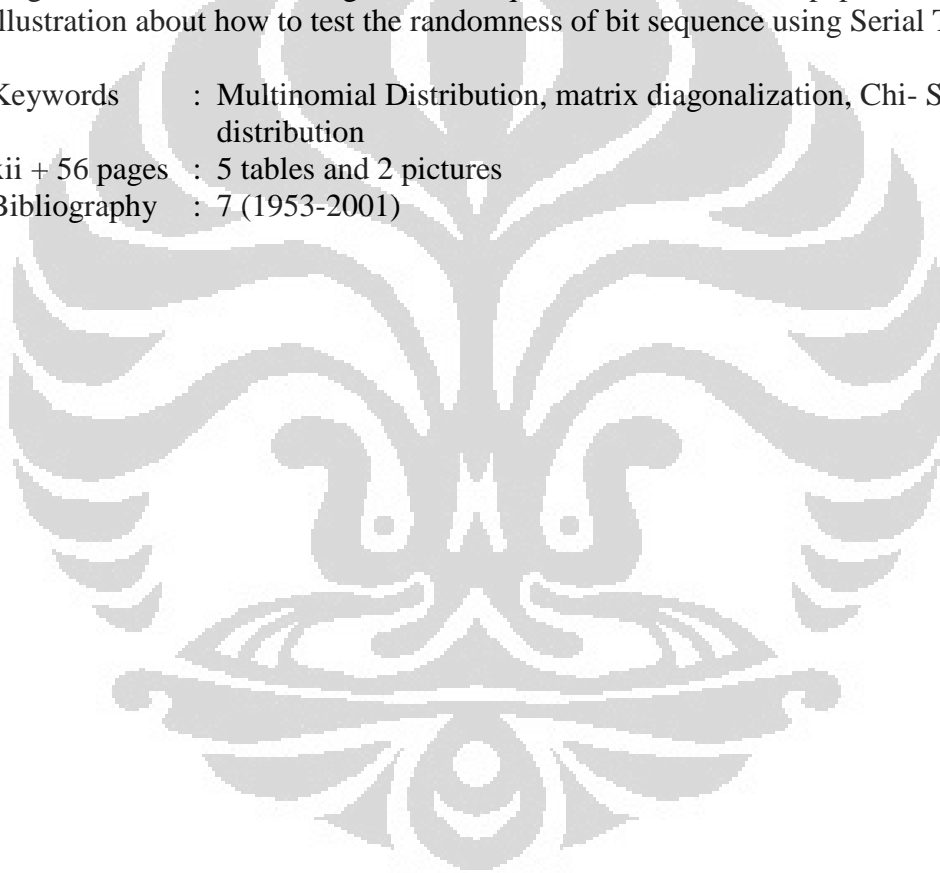 illustration about how to test the randomness of bit sequence using Serial
Keywords : Multinomial Distribution, matrix diagonalization, Chi- S
distribution
xii + 56 pages : 5 tables and 2 pictures
Bibliography : 7 (1953-2001)